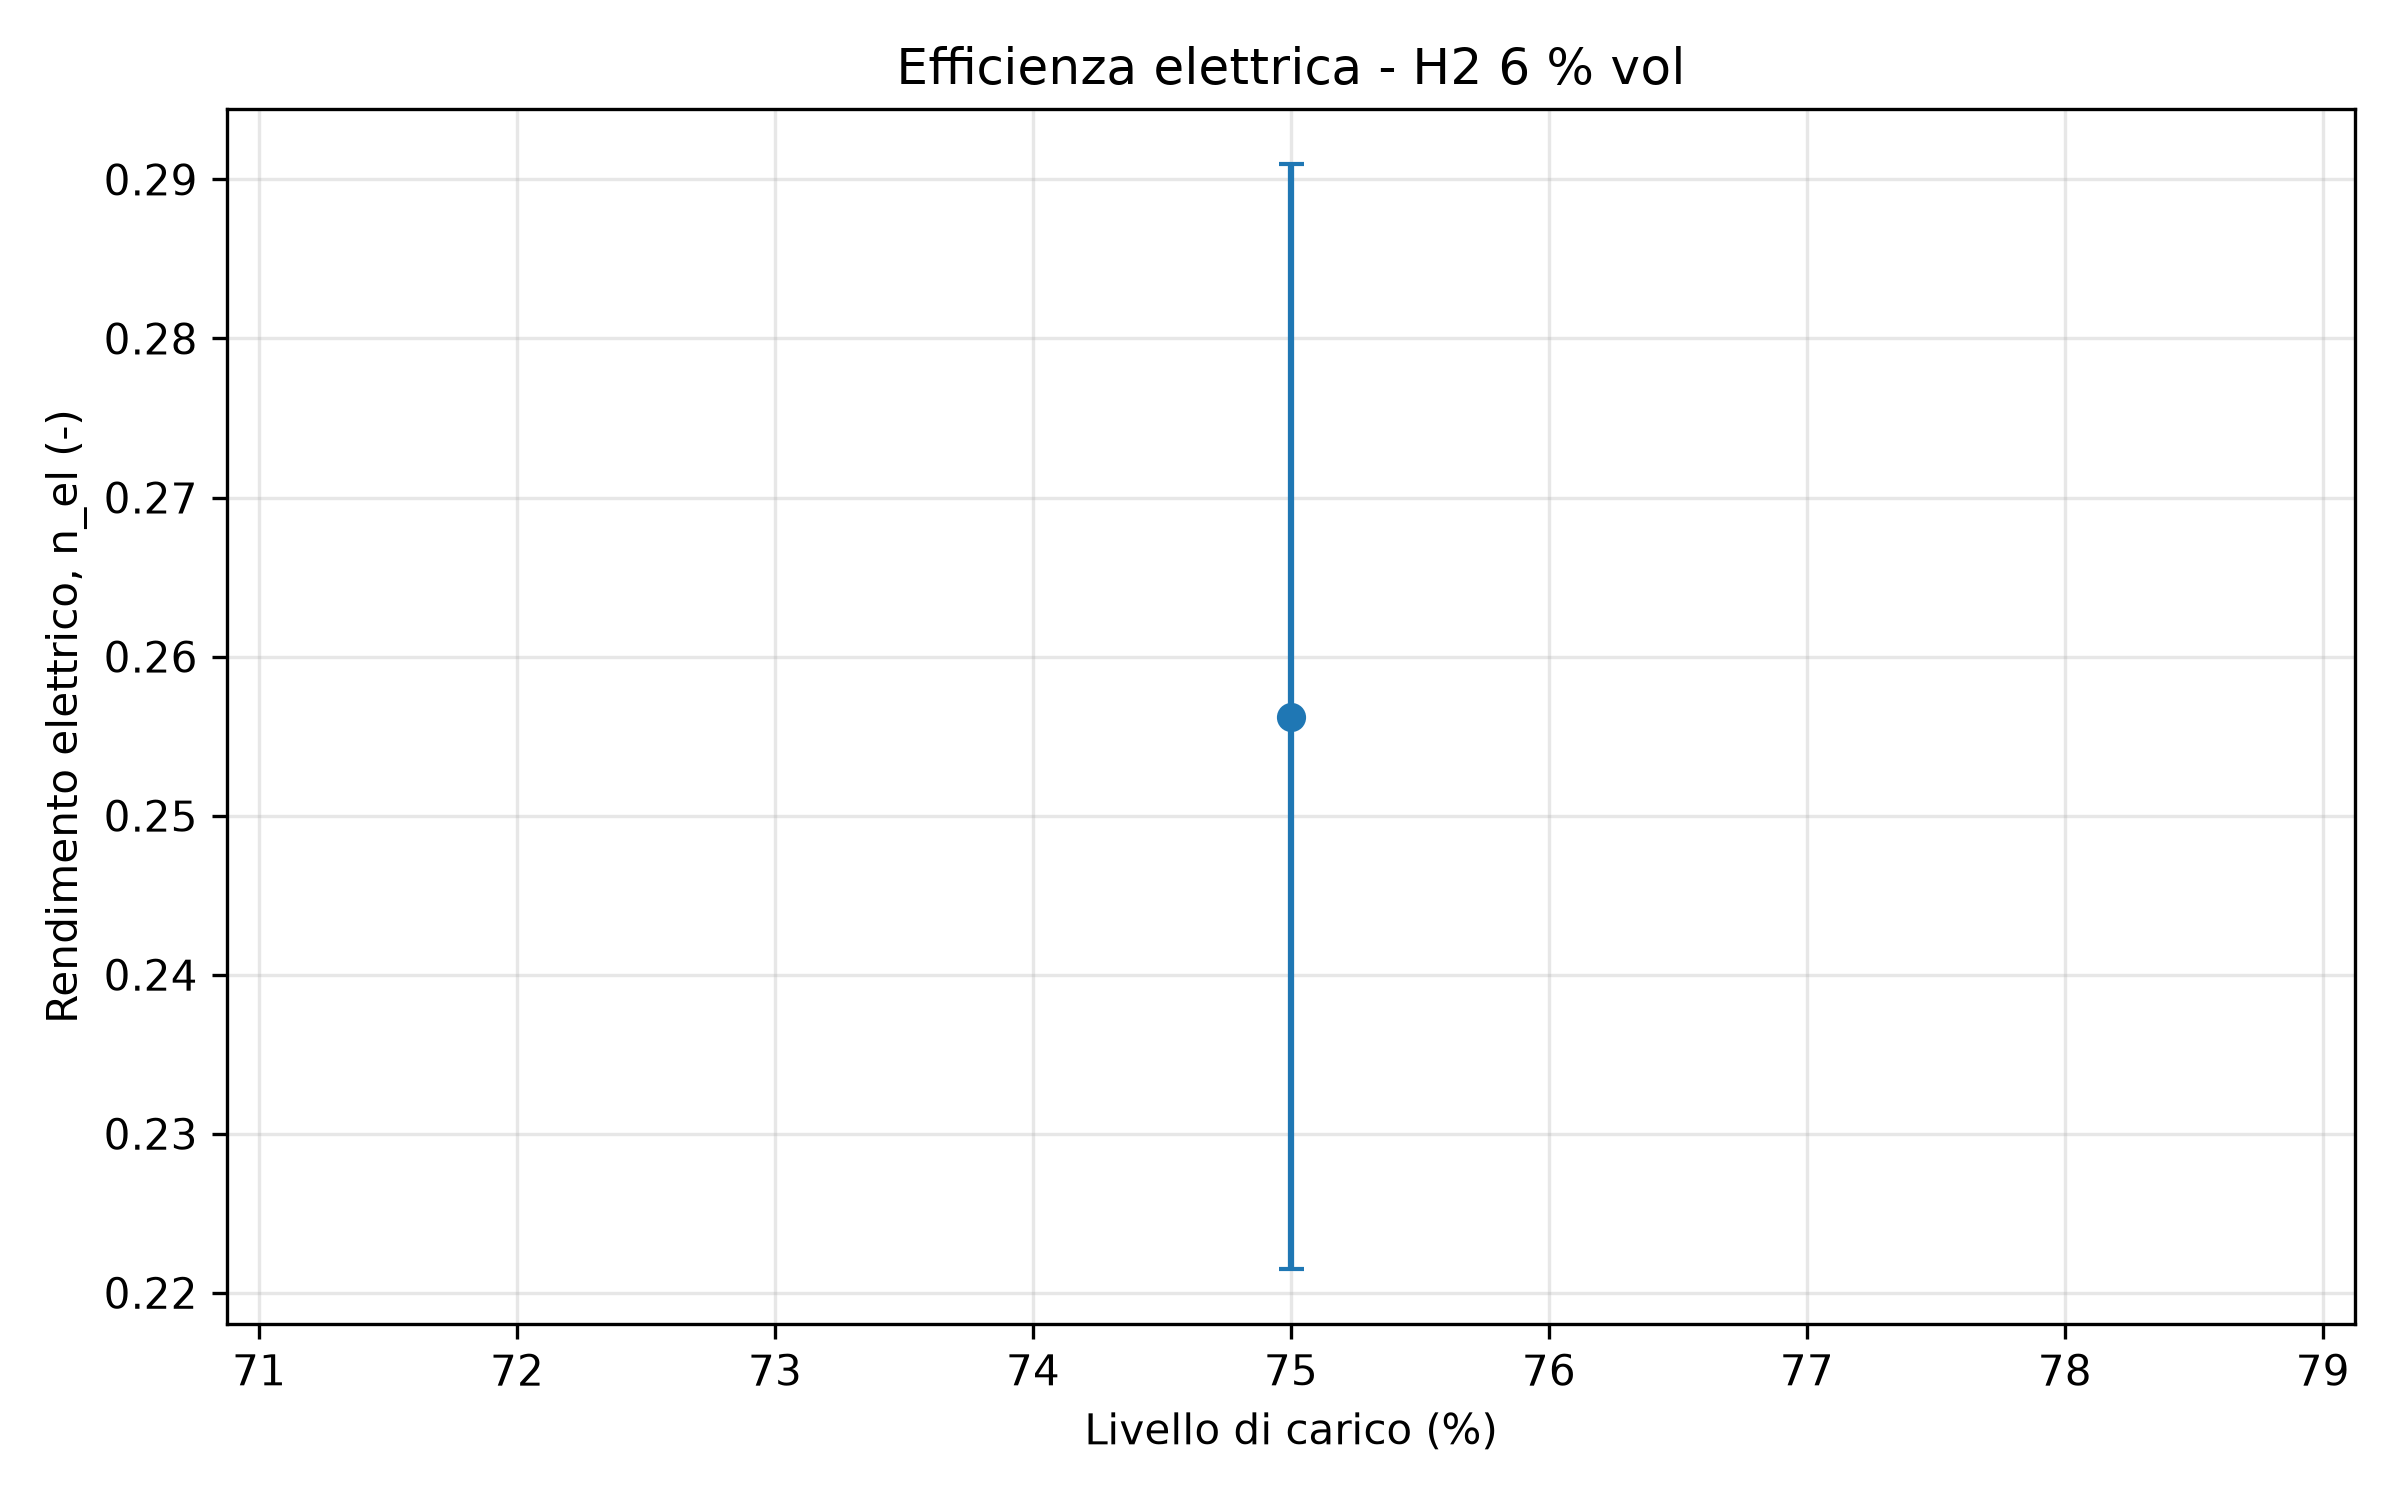 Efficienza elettrica - H2 6 % vol
Rendimento elettrico, n_el (-)
0.29
0.28
0.27
0.26
0.25
0.24
0.23
0.22
71 72 73 74 75 76 77 78 79
Livello di carico (%)